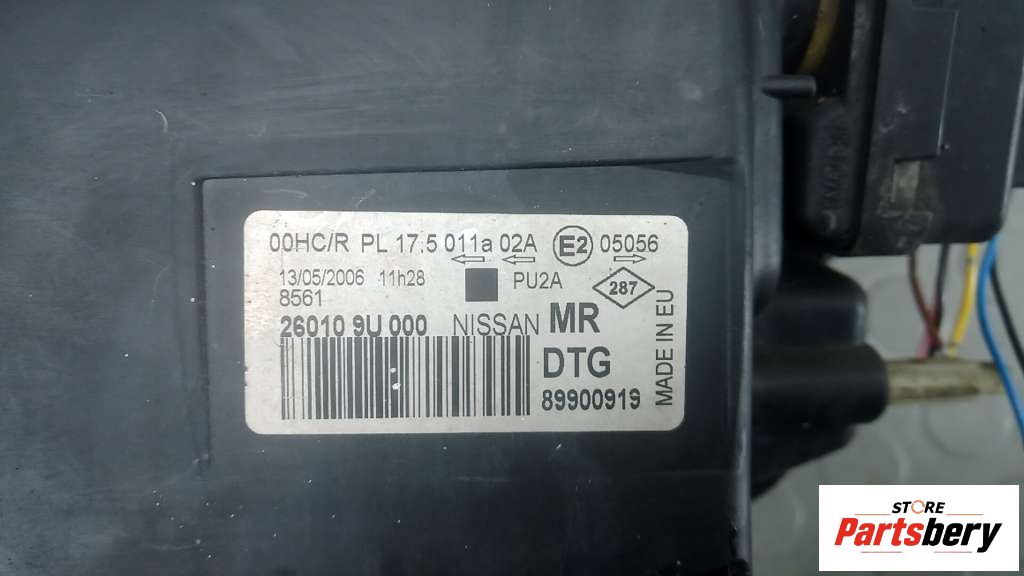 00HC/R PL 17.5 011a 02A E2 05056
13/05/2006 11h28 PU2A 287
8561
26010 9U 000 NISSAN MR
DTG
89900919
MADE IN EU
STORE
Partsbery